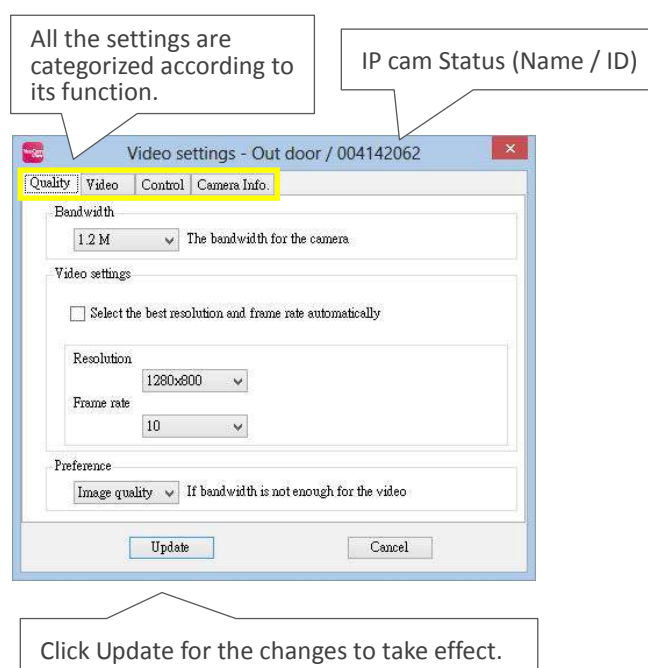 All the settings are
categorized according to
its function.
IP cam Status (Name / ID)
Video settings - Out door / 004142062
Quality Video Control Camera Info.
Bandwidth
1.2 M The bandwidth for the camera
Video settings
Select the best resolution and frame rate automatically
Resolution
1280x800
Frame rate
10
Preference
Image quality If bandwidth is not enough for the video
Update Cancel
Click Update for the changes to take effect.